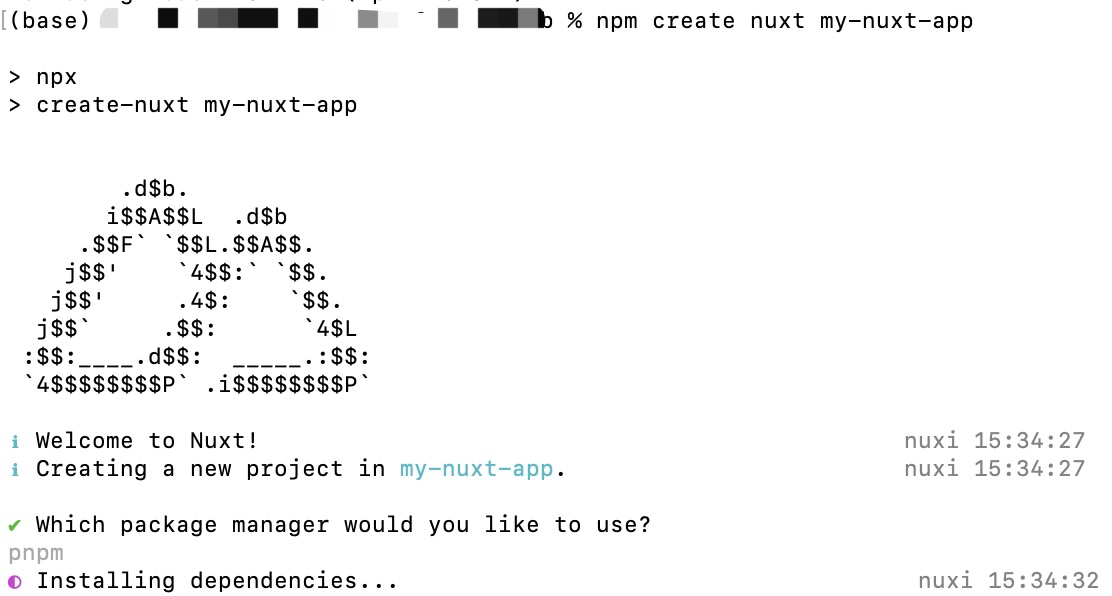 [(base) % npm create nuxt my-nuxt-app
> npx
> create-nuxt my-nuxt-app
       .d$b.
      i$$A$$L  .d$b
    .$$F` `$$L.$$A$$.
   j$$'    `4$$:` `$$.
  j$$'     .4$:    `$$.
 j$$`     .$$:      `4$L
:$$:____.d$$:  _____.:$$:
`4$$$$$$$$P` .i$$$$$$$$P`
ℹ Welcome to Nuxt! nuxi 15:34:27
ℹ Creating a new project in my-nuxt-app. nuxi 15:34:27
✔ Which package manager would you like to use?
pnpm
◐ Installing dependencies... nuxi 15:34:32